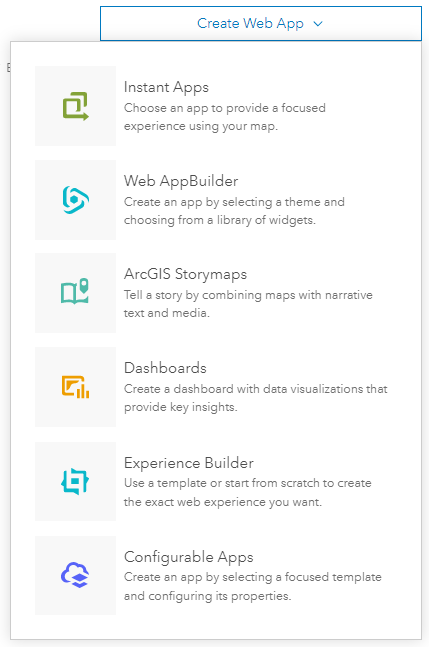 Create Web App
Instant Apps
Choose an app to provide a focused
experience using your map.
Web AppBuilder
Create an app by selecting a theme and
choosing from a library of widgets.
ArcGIS Storymaps
Tell a story by combining maps with narrative
text and media.
Dashboards
Create a dashboard with data visualizations that
provide key insights.
Experience Builder
Use a template or start from scratch to create
the exact web experience you want.
Configurable Apps
Create an app by selecting a focused template
and configuring its properties.